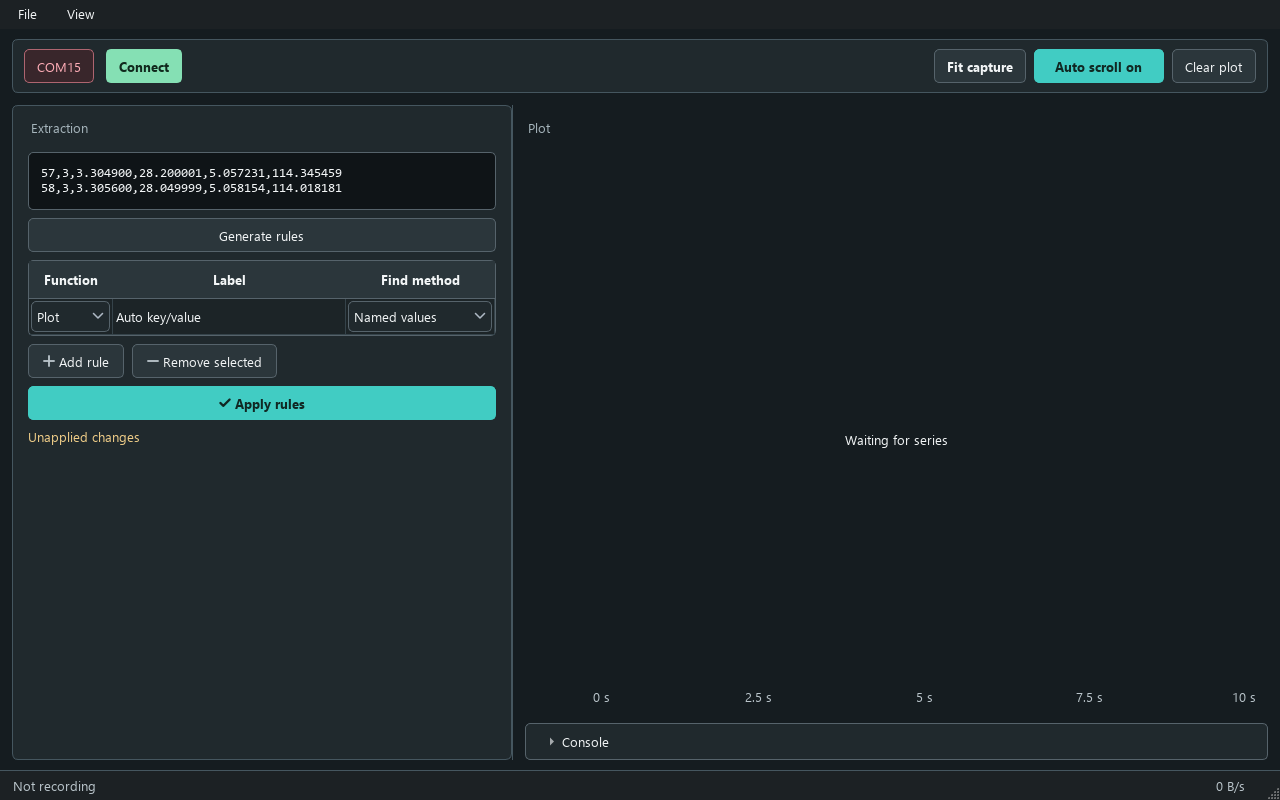 File View
COM15 Connect Fit capture Auto scroll on Clear plot
Extraction
57,3,3.304900,28.200001,5.057231,114.345459
58,3,3.305600,28.049999,5.058154,114.018181
Generate rules
Function Label Find method
Plot Auto key/value Named values
Add rule Remove selected
Apply rules
Unapplied changes
Plot
Waiting for series
0 s 2.5 s 5 s 7.5 s 10 s
Console
Not recording 0 B/s